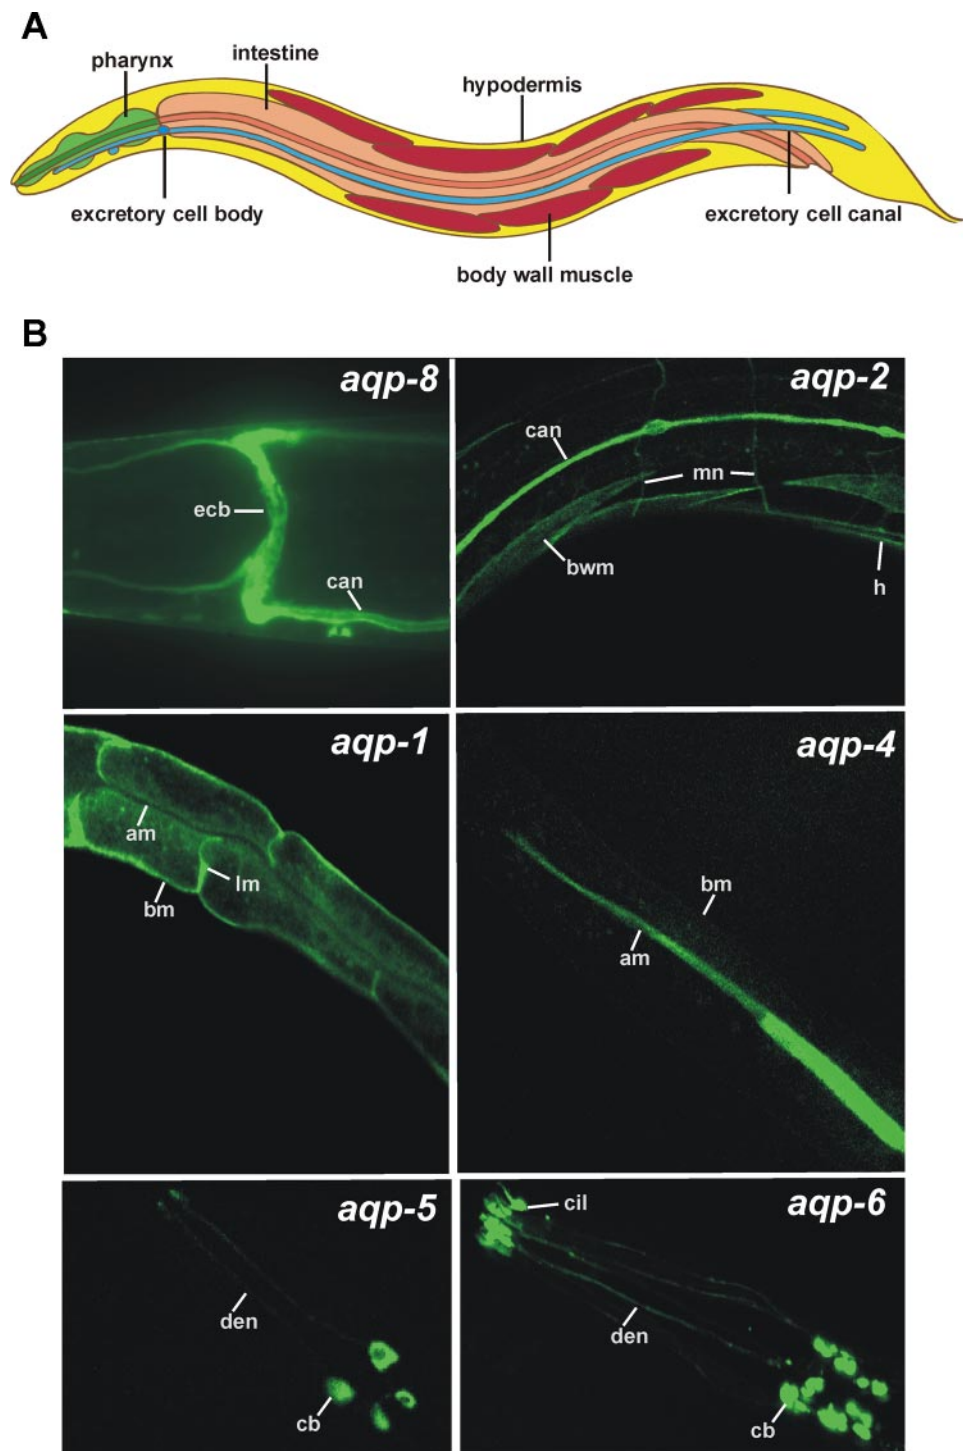 A
pharynx
intestine
hypodermis
excretory cell body
excretory cell canal
body wall muscle
B
aqp-8
ecb
can
aqp-2
can
mn
bwm
h
aqp-1
am
lm
bm
aqp-4
bm
am
aqp-5
den
cb
aqp-6
cil
den
cb